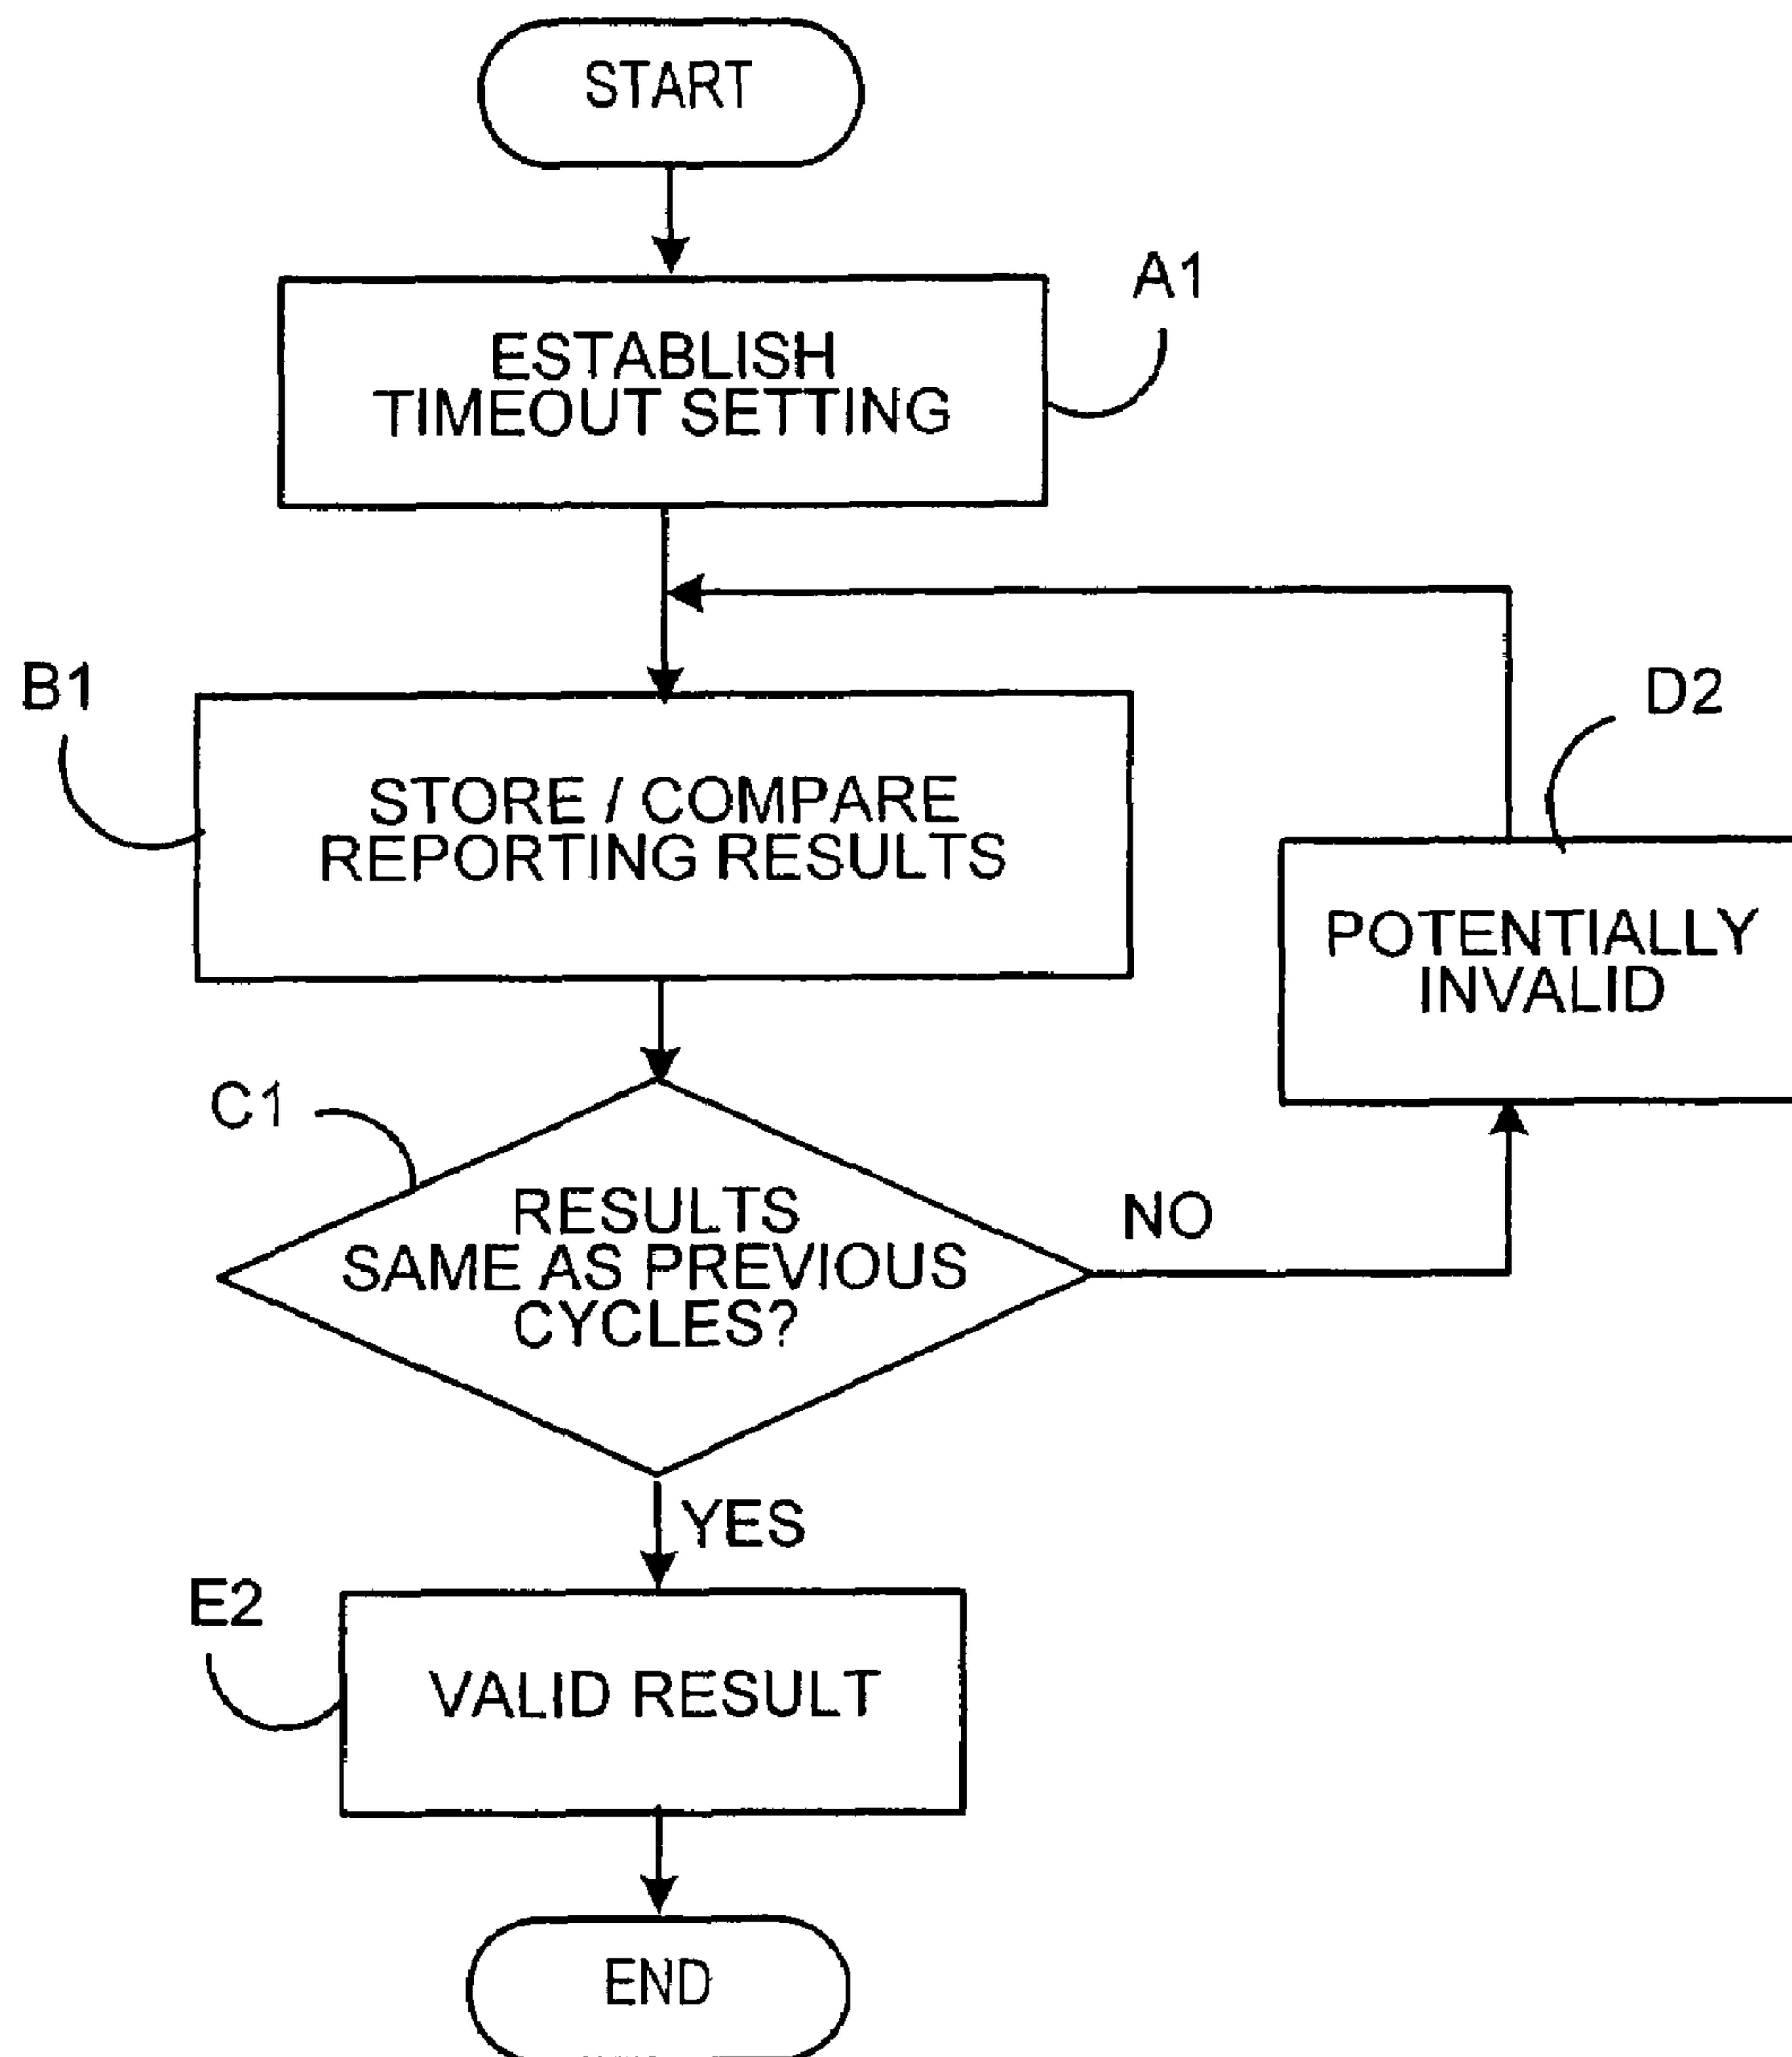 START
A1
ESTABLISH
TIMEOUT SETTING
B1
D2
STORE / COMPARE
REPORTING RESULTS
POTENTIALLY
INVALID
C1
RESULTS
SAME AS PREVIOUS
CYCLES?
NO
YES
E2
VALID RESULT
END